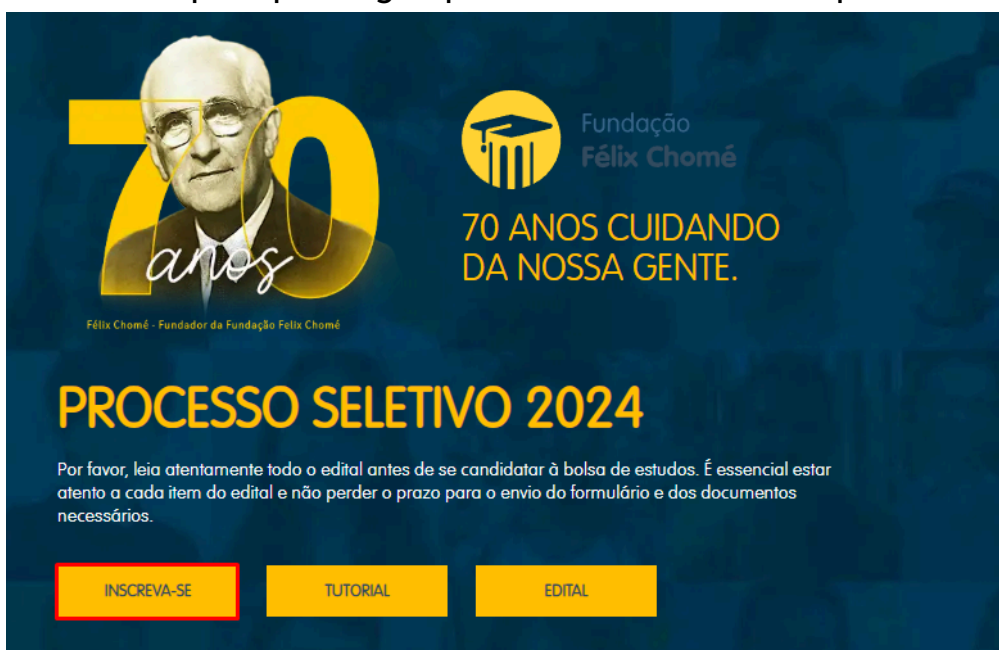 70
anos
Félix Chomé - Fundador da Fundação Felix Chomé
Fundação
Félix Chomé
70 ANOS CUIDANDO
DA NOSSA GENTE.
PROCESSO SELETIVO 2024
Por favor, leia atentamente todo o edital antes de se candidatar à bolsa de estudos. É essencial estar
atento a cada item do edital e não perder o prazo para o envio do formulário e dos documentos
necessários.
INSCREVA-SE
TUTORIAL
EDITAL